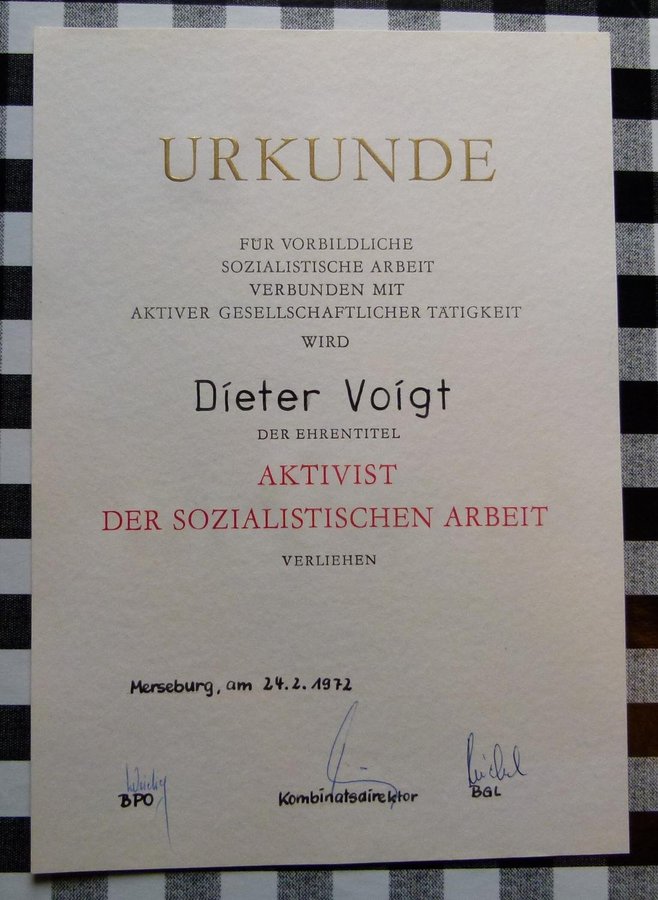 URKUNDE
FÜR VORBILDLICHE
SOZIALISTISCHE ARBEIT
VERBUNDEN MIT
AKTIVER GESELLSCHAFTLICHER TÄTIGKEIT
WIRD
Dieter Voigt
DER EHRENTITEL
AKTIVIST
DER SOZIALISTISCHEN ARBEIT
VERLIEHEN
Merseburg, am 24.2.1972
BPO Kombinatsdirektor BGL